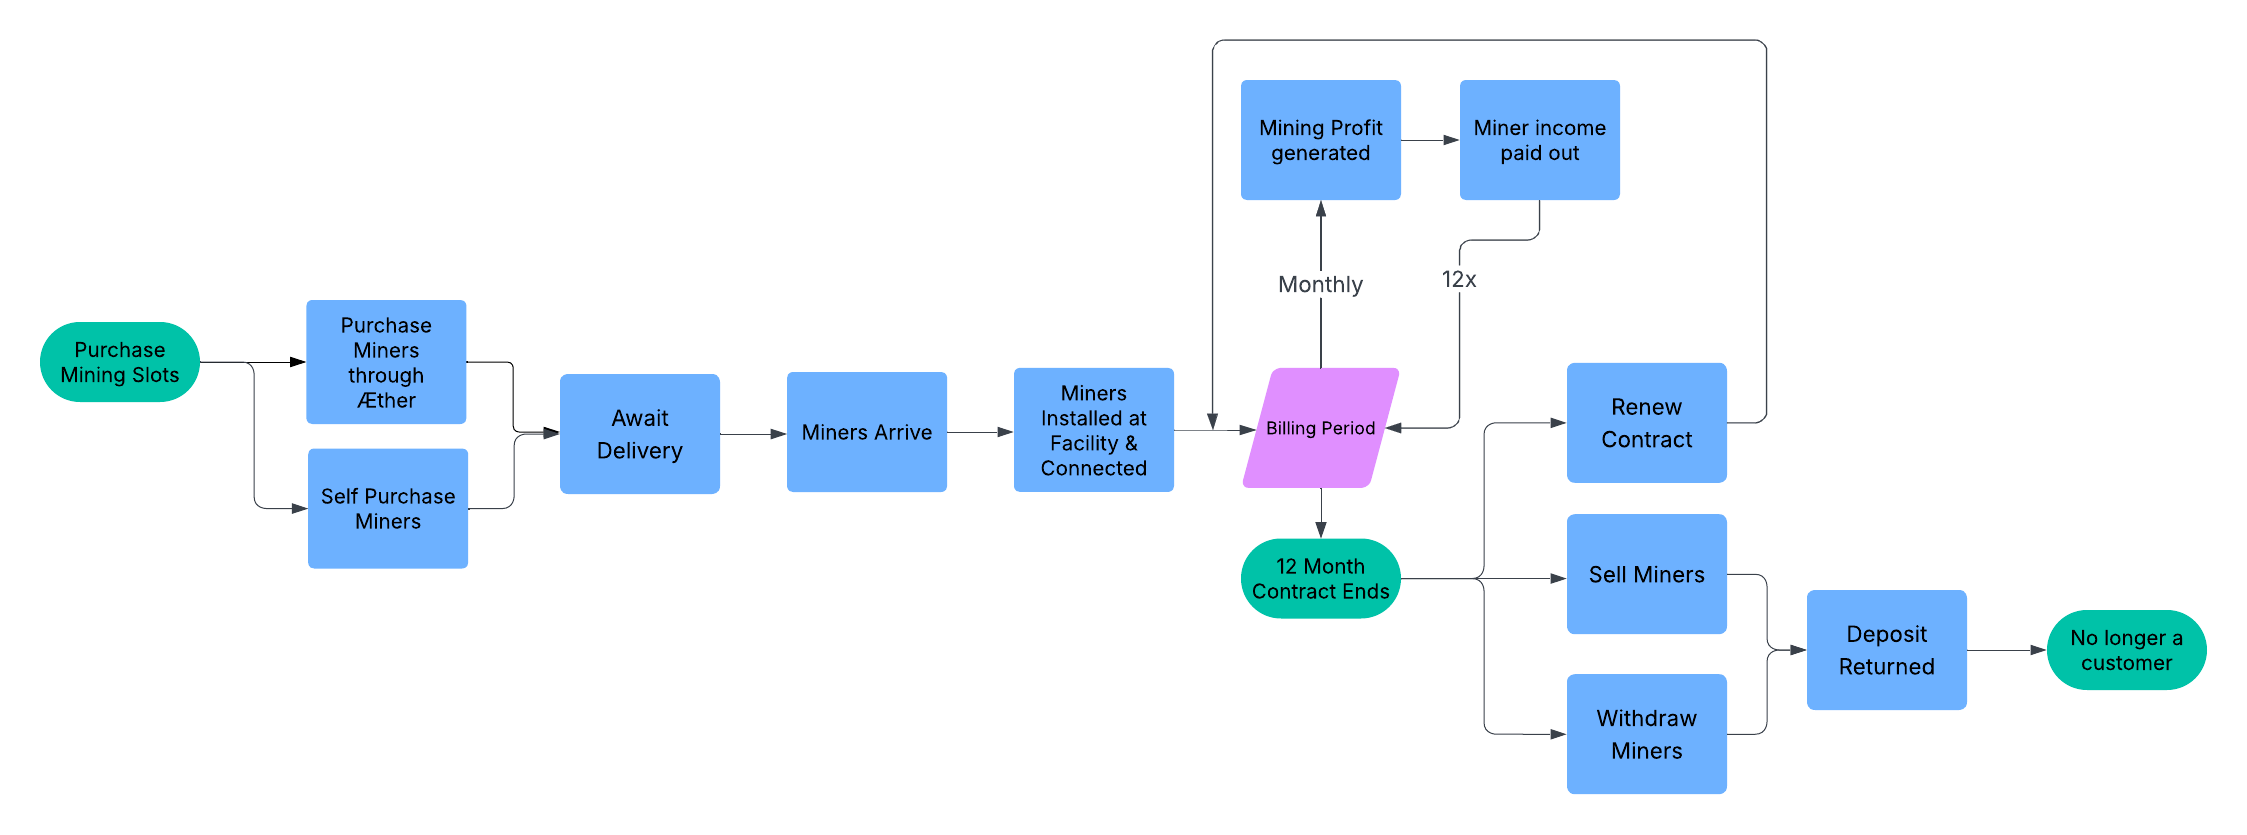 Purchase
Mining Slots
Purchase
Miners
through
Æther
Self Purchase
Miners
Await
Delivery
Miners Arrive
Miners
Installed at
Facility &
Connected
Mining Profit
generated
Miner income
paid out
Monthly
12x
Billing Period
12 Month
Contract Ends
Renew
Contract
Sell Miners
Withdraw
Miners
Deposit
Returned
No longer a
customer